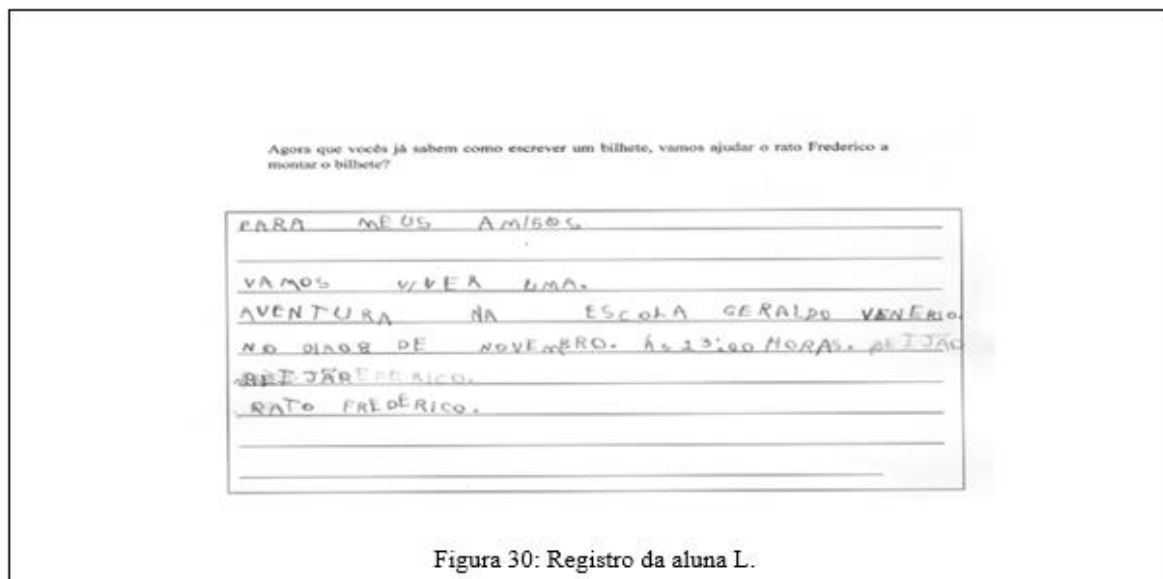 Agora que vocês já sabem como escrever um bilhete, vamos ajudar o rato Frederico a
montar o bilhete?
PARA MEUS AMIGOS
VAMOS VIVER UMA.
AVENTURA NA ESCOLA GERALDO VENERIO.
NO DIA 08 DE NOVEMBRO. ÀS 13:00 HORAS. BEIJÃO
RATO FREDERICO.
Figura 30: Registro da aluna L.